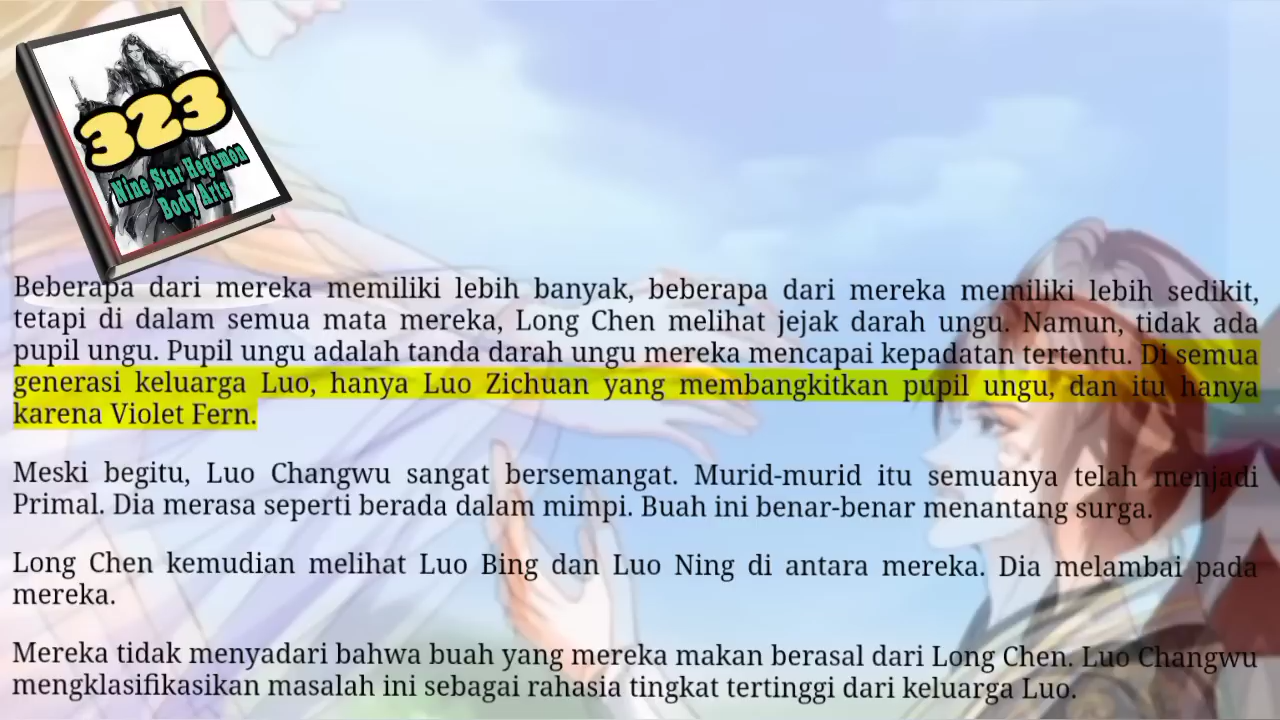 323
Nine Star Hegemon
Body Arts
Beberapa dari mereka memiliki lebih banyak, beberapa dari mereka memiliki lebih sedikit,
tetapi di dalam semua mata mereka, Long Chen melihat jejak darah ungu. Namun, tidak ada
pupil ungu. Pupil ungu adalah tanda darah ungu mereka mencapai kepadatan tertentu. Di semua
generasi keluarga Luo, hanya Luo Zichuan yang membangkitkan pupil ungu, dan itu hanya
karena Violet Fern.
Meski begitu, Luo Changwu sangat bersemangat. Murid-murid itu semuanya telah menjadi
Primal. Dia merasa seperti berada dalam mimpi. Buah ini benar-benar menantang surga.
Long Chen kemudian melihat Luo Bing dan Luo Ning di antara mereka. Dia melambai pada
mereka.
Mereka tidak menyadari bahwa buah yang mereka makan berasal dari Long Chen. Luo Changwu
mengklasifikasikan masalah ini sebagai rahasia tingkat tertinggi dari keluarga Luo.